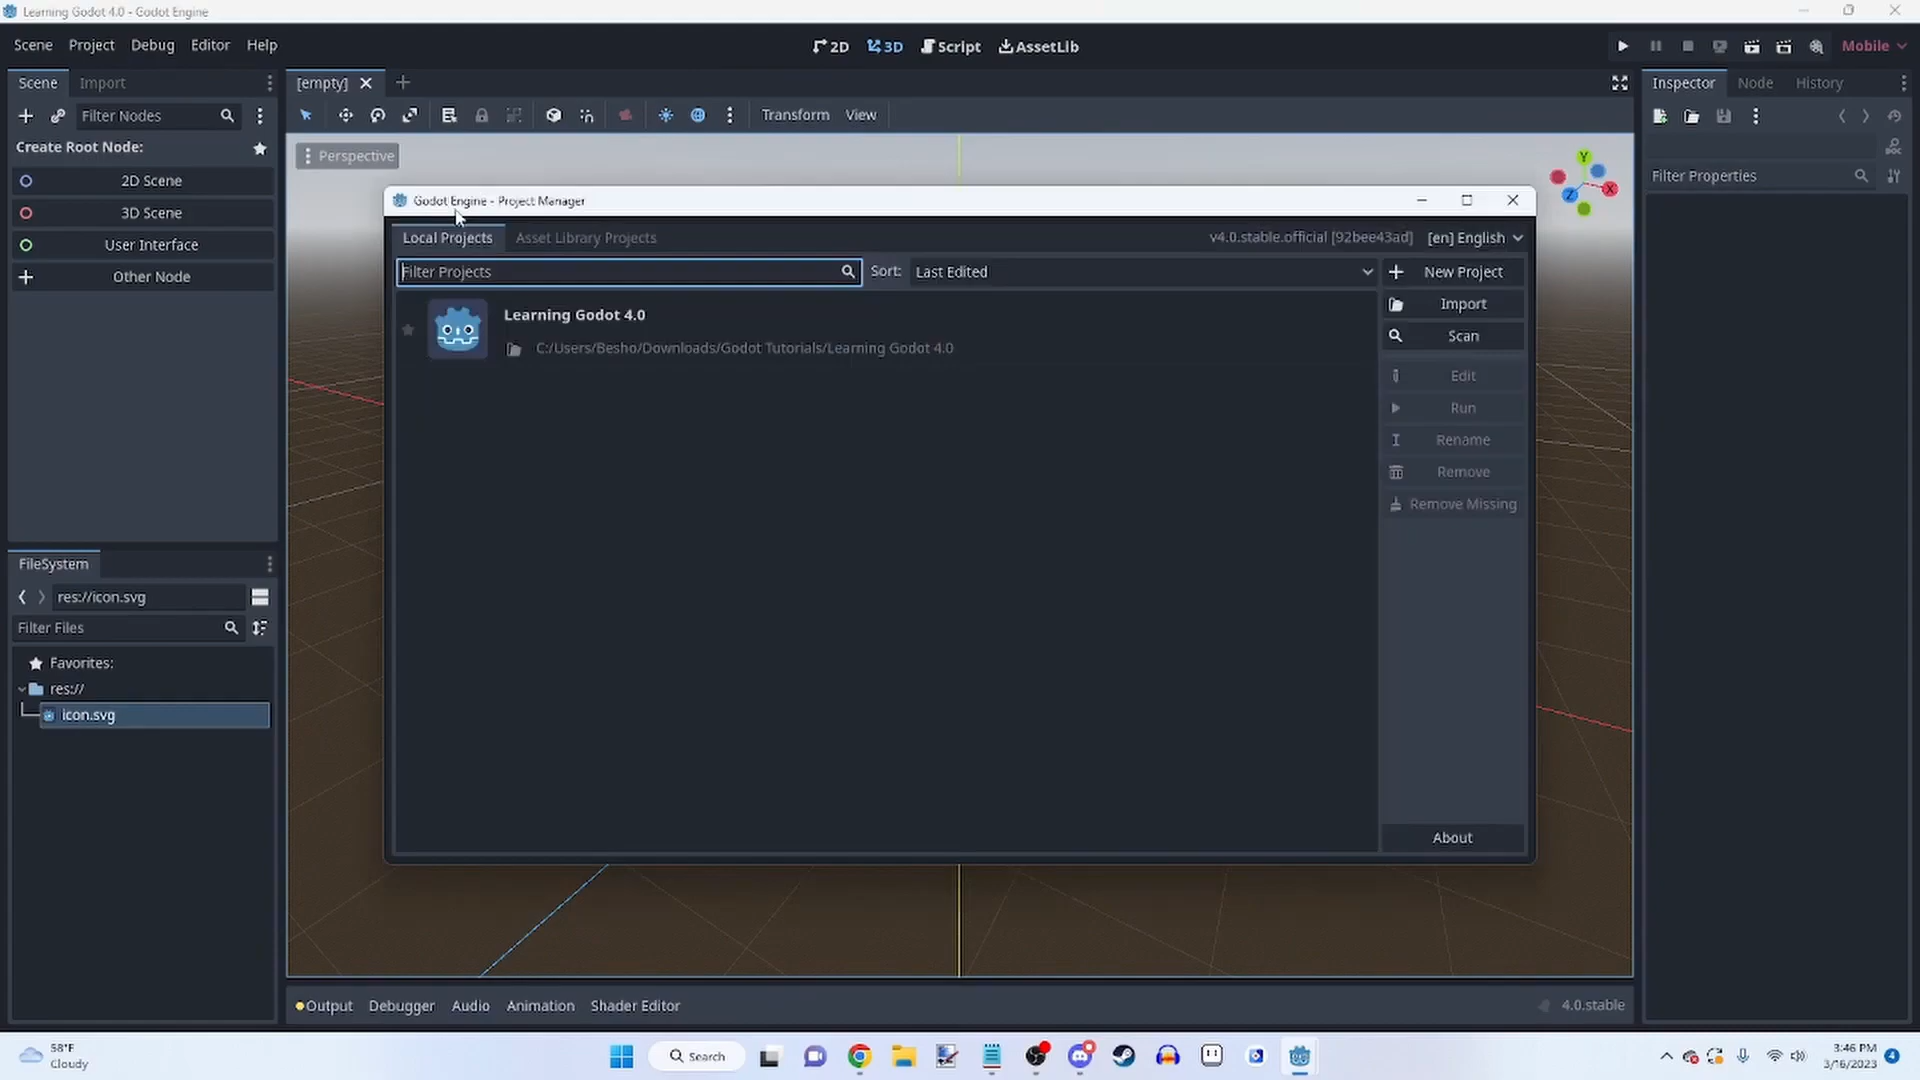 Learning Godot 4.0 - Godot Engine
Scene Project Debug Editor Help
2D 3D Script AssetLib
Mobile
Scene Import
[empty]
Inspector Node History
Filter Nodes
Transform View
Create Root Node:
Perspective
Y
X
Z
Filter Properties
2D Scene
3D Scene
User Interface
Other Node
Godot Engine - Project Manager
Local Projects Asset Library Projects
v4.0.stable.official [92bee43ad] [en] English
Filter Projects
Sort: Last Edited
New Project
Learning Godot 4.0
C:/Users/Besho/Downloads/Godot Tutorials/Learning Godot 4.0
Import
Scan
Edit
Run
Rename
Remove
Remove Missing
About
FileSystem
res://icon.svg
Filter Files
Favorites:
res://
icon.svg
Output Debugger Audio Animation Shader Editor
4.0.stable
58°F
Cloudy
Search
3:46 PM
3/16/2023
4